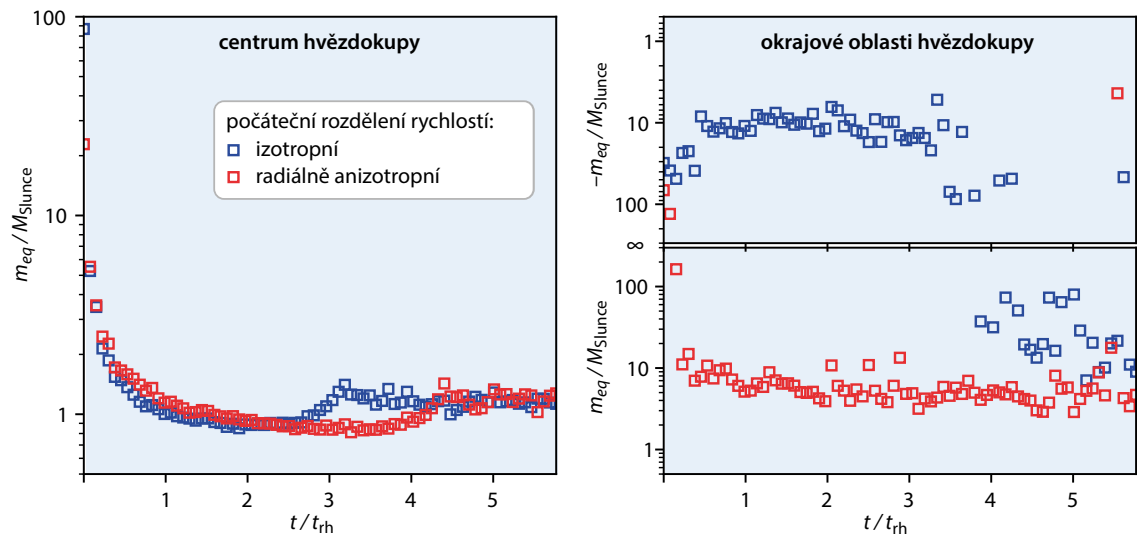 centrum hvězdokupy
počáteční rozdělení rychlostí:
izotropní
radiálně anizotropní
100
10
1
m_eq / M_Slunce
1
2
3
4
5
t / t_rh
okrajové oblasti hvězdokupy
1
10
100
∞
−m_eq / M_Slunce
100
10
1
m_eq / M_Slunce
1
2
3
4
5
t / t_rh